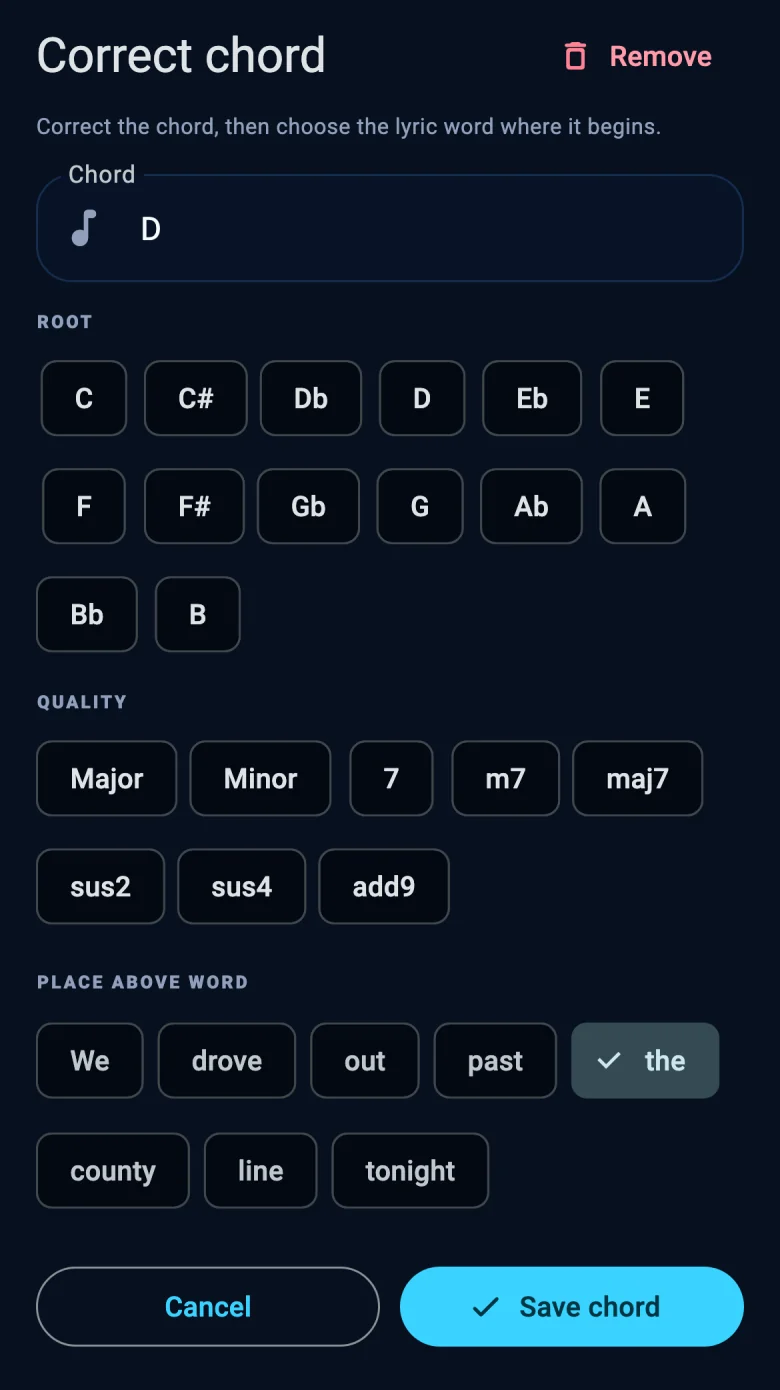 Correct chord Remove
Correct the chord, then choose the lyric word where it begins.
Chord
D
ROOT
C C# Db D Eb E
F F# Gb G Ab A
Bb B
QUALITY
Major Minor 7 m7 maj7
sus2 sus4 add9
PLACE ABOVE WORD
We drove out past the
county line tonight
Cancel Save chord